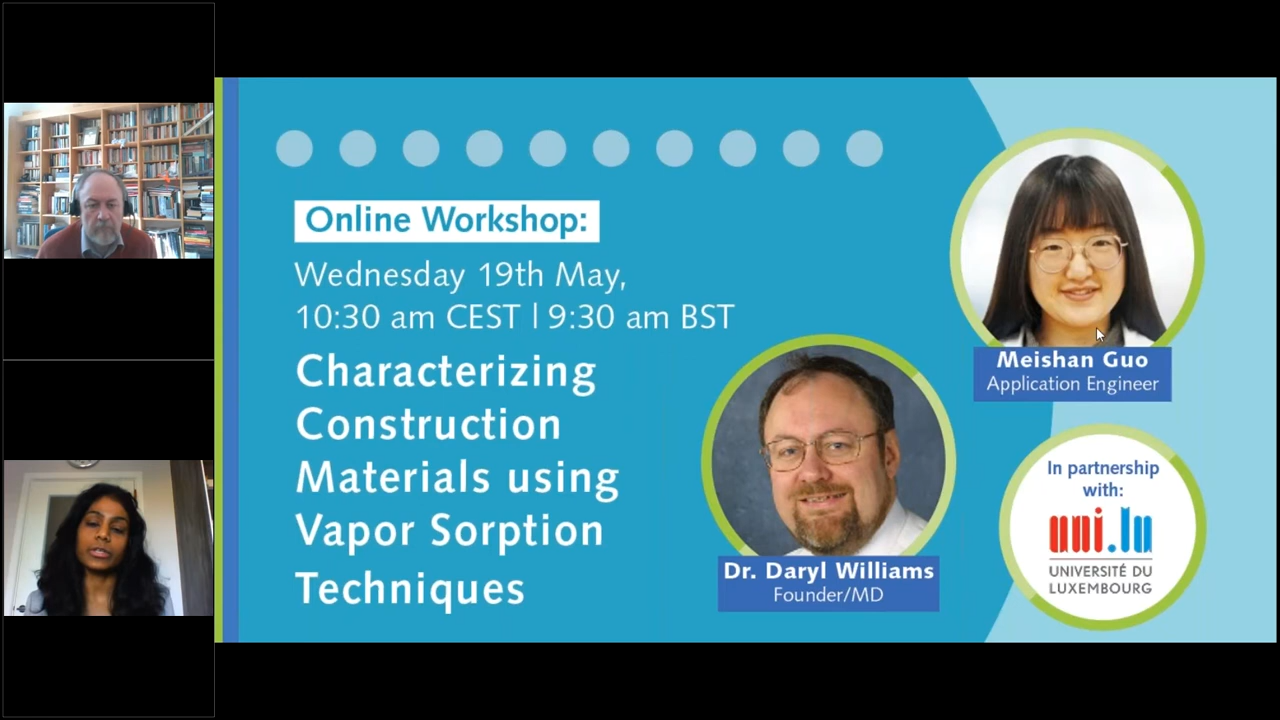 Online Workshop:
Wednesday 19th May,
10:30 am CEST | 9:30 am BST
Characterizing
Construction
Materials using
Vapor Sorption
Techniques
Meishan Guo
Application Engineer
Dr. Daryl Williams
Founder/MD
In partnership
with:
uni.lu
UNIVERSITÉ DU
LUXEMBOURG